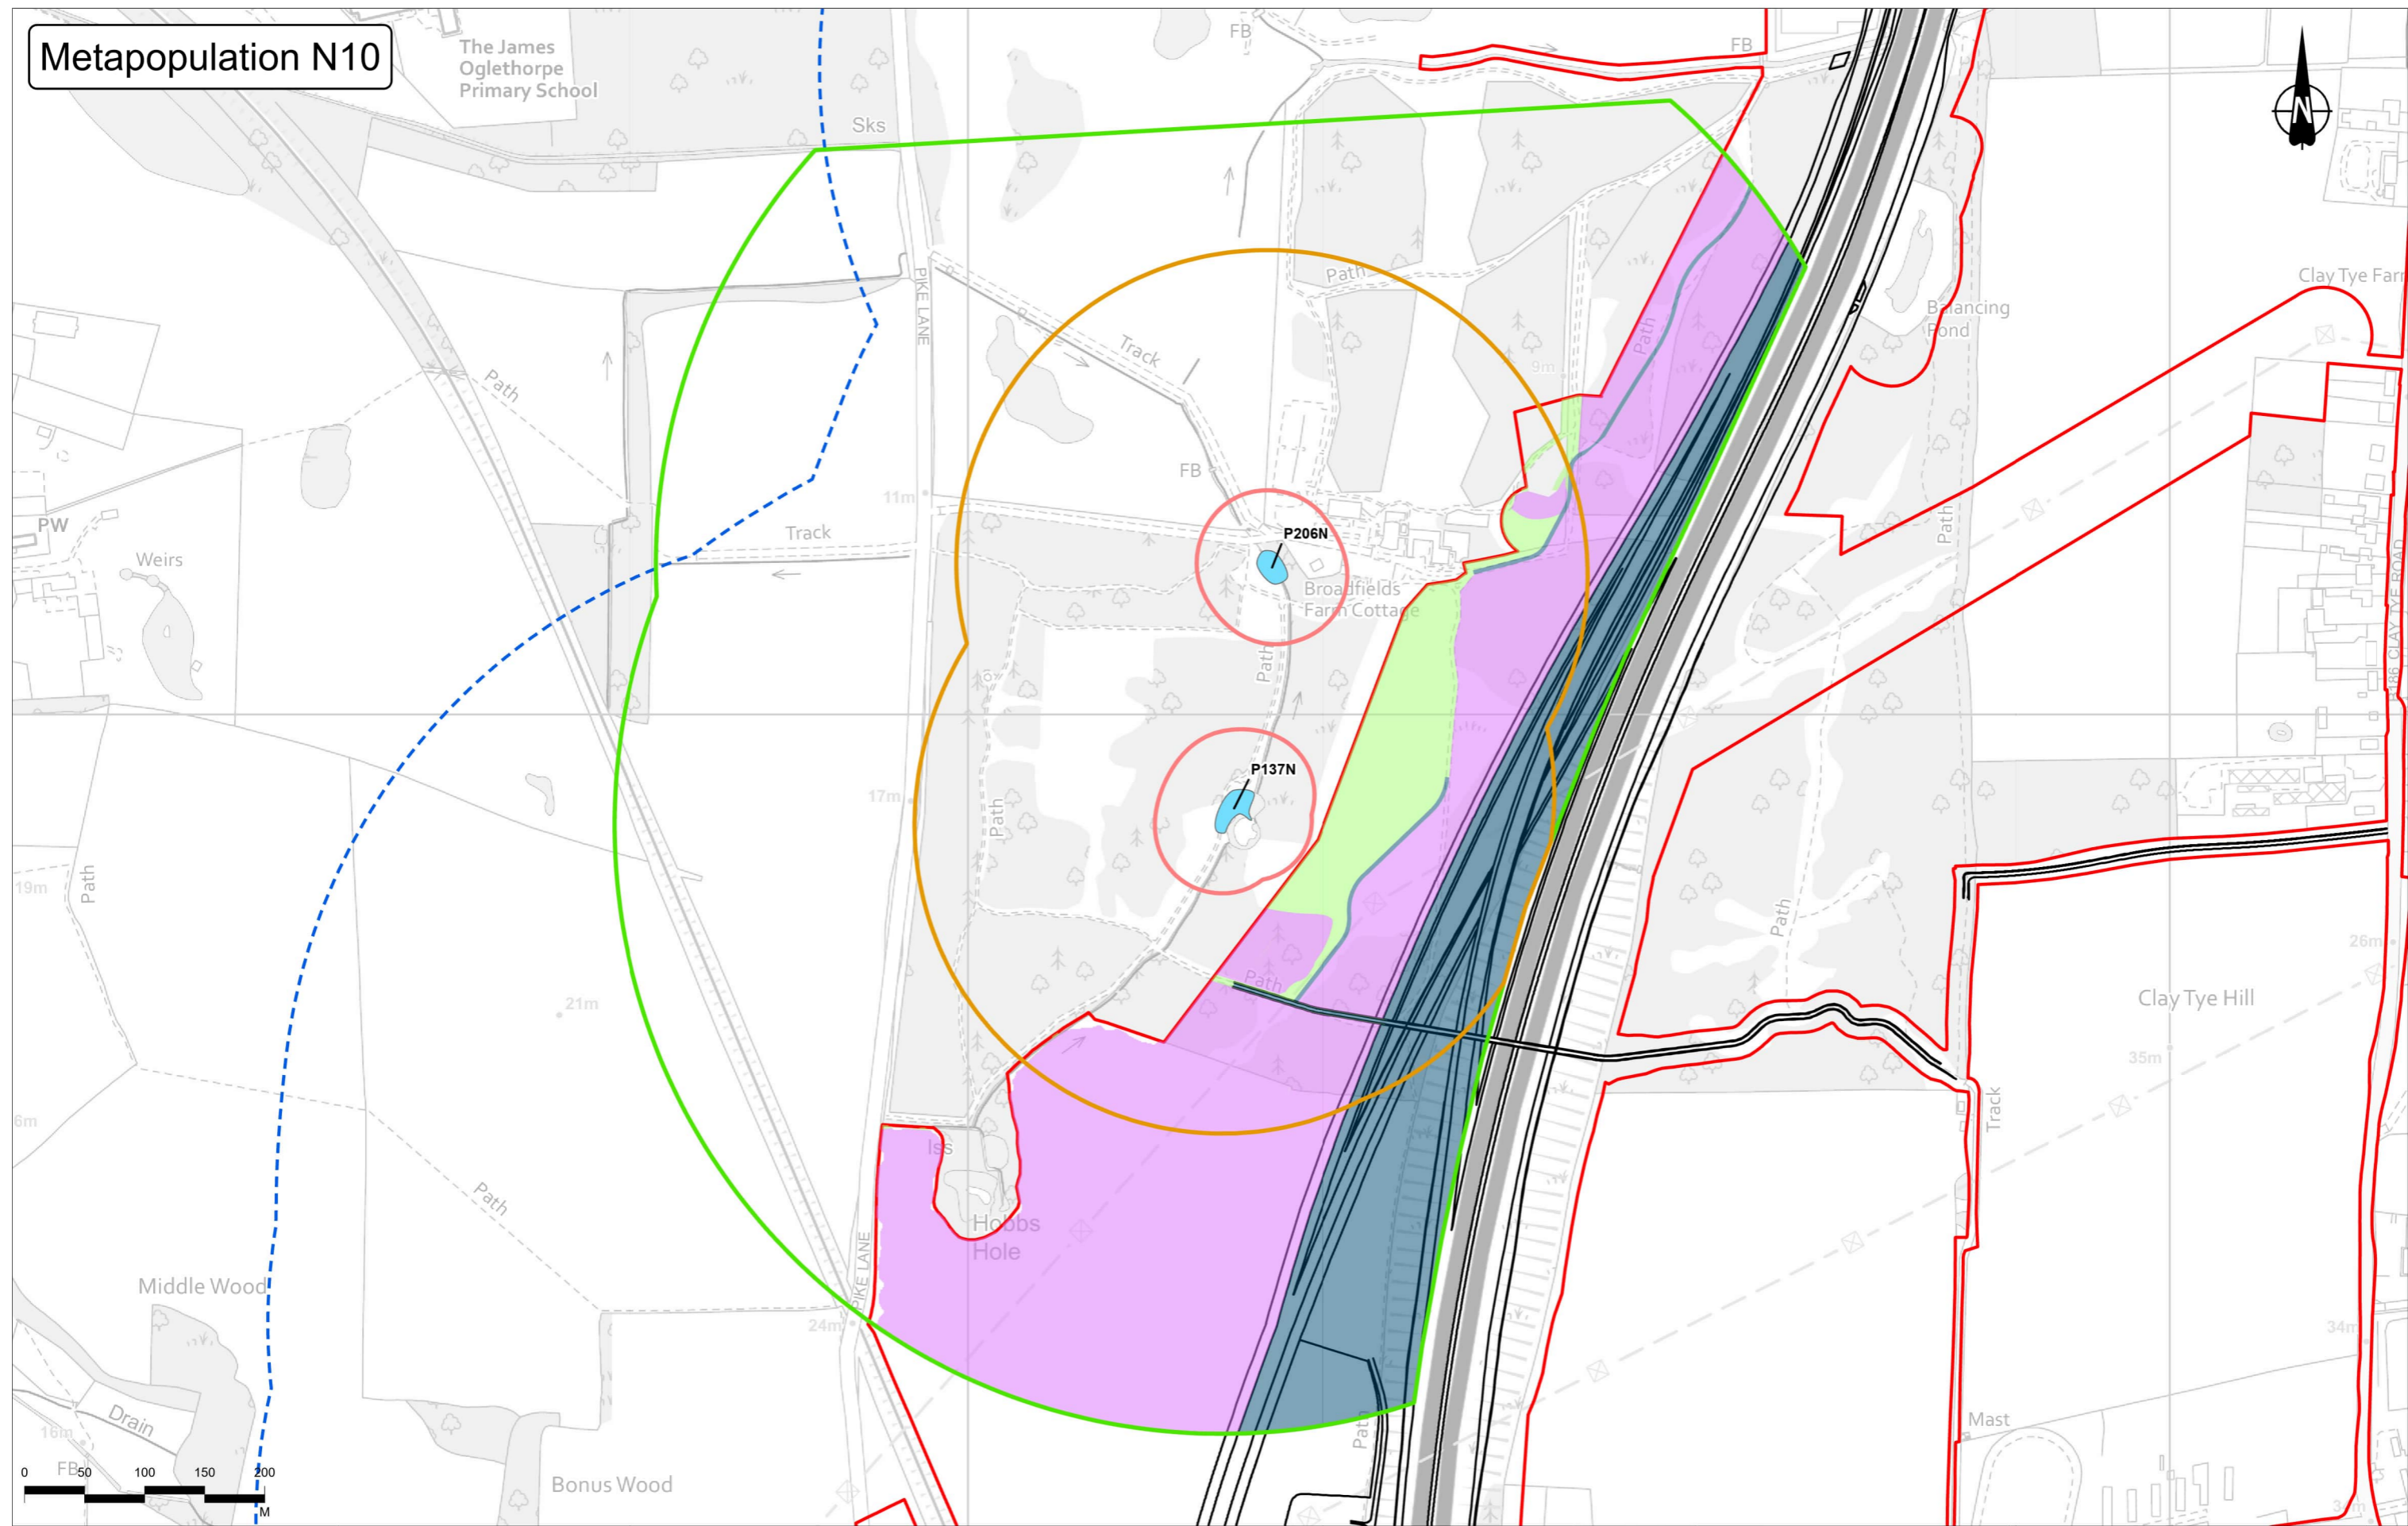 Metapopulation N10
The James
Oglethorpe
Primary School
Sks
FB
FB
N
PIKE LANE
Path
Track
Path
Path
9m
Balancing
Pond
Clay Tye Farm
11m
FB
Track
PW
Weirs
P206N
Broadfields
Farm Cottage
Path
Path
B186 CLAY TYE ROAD
17m
P137N
Path
19m
Path
Path
26m
Path
21m
Clay Tye Hill
35m
Track
6m
Iss
Path
Hobbs
Hole
PIKE LANE
Middle Wood
24m
34m
Drain
16m
FB
Path
Mast
Bonus Wood
0 50 100 150 200
M
34m